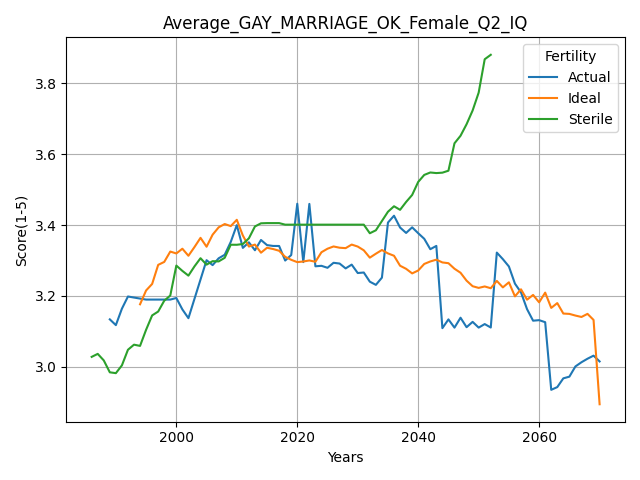 Average_GAY_MARRIAGE_OK_Female_Q2_IQ
Fertility
Actual
Ideal
Sterile
Score(1-5)
3.8
3.6
3.4
3.2
3.0
2000
2020
2040
2060
Years